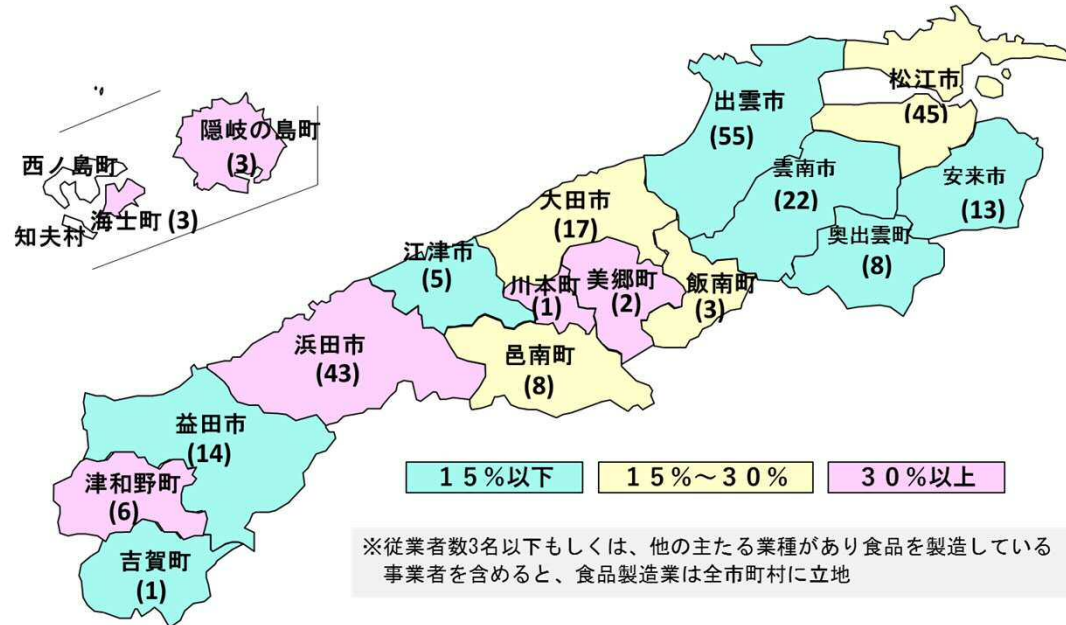 松江市
(45)
出雲市
(55)
隠岐の島町
(3)
西ノ島町
雲南市
(22)
安来市
(13)
大田市
(17)
海士町(3)
知夫村
奥出雲町
(8)
江津市
(5)
川本町
(1)
美郷町
(2)
飯南町
(3)
浜田市
(43)
邑南町
(8)
益田市
(14)
津和野町
(6)
吉賀町
(1)
15%以下
15%～30%
30%以上
※従業者数3名以下もしくは、他の主たる業種があり食品を製造している
事業者を含めると、食品製造業は全市町村に立地